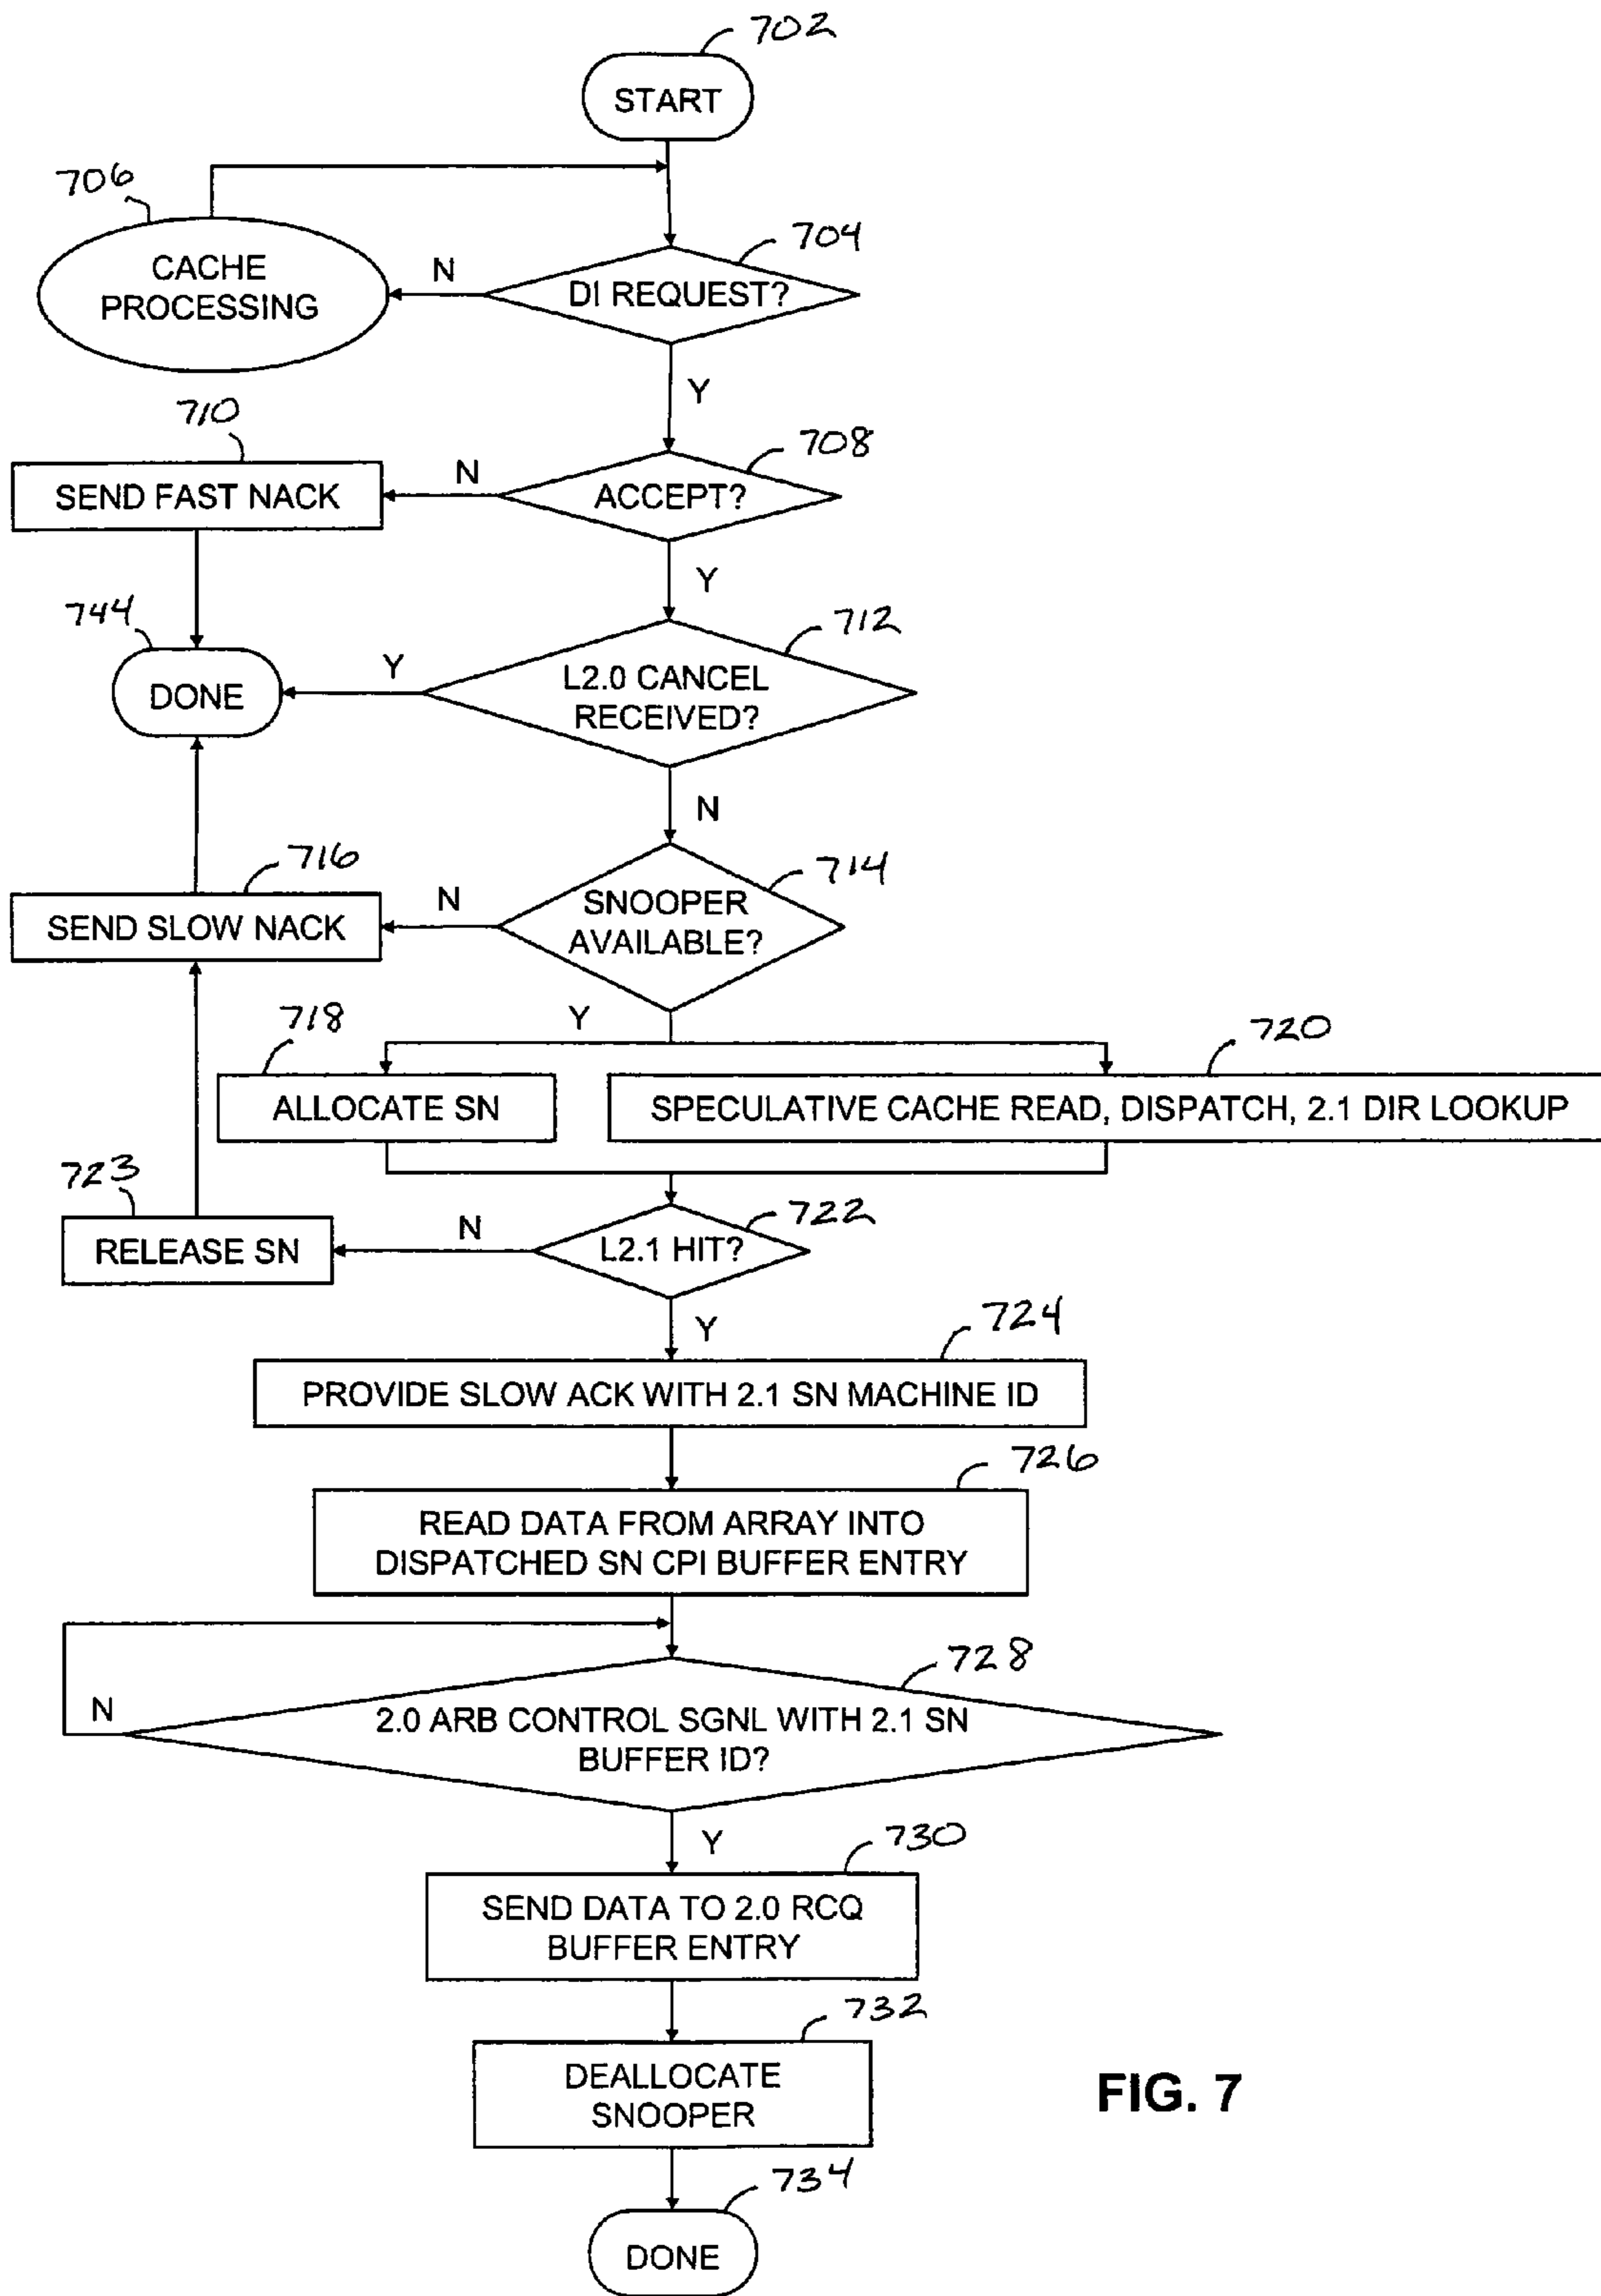 702
START
706
704
CACHE
PROCESSING
N
DI REQUEST?
Y
710
708
SEND FAST NACK
N
ACCEPT?
Y
744
712
DONE
Y
L2.0 CANCEL
RECEIVED?
N
716
714
SEND SLOW NACK
N
SNOOPER
AVAILABLE?
Y
718
720
ALLOCATE SN
SPECULATIVE CACHE READ, DISPATCH, 2.1 DIR LOOKUP
723
722
RELEASE SN
N
L2.1 HIT?
Y
724
PROVIDE SLOW ACK WITH 2.1 SN MACHINE ID
726
READ DATA FROM ARRAY INTO
DISPATCHED SN CPI BUFFER ENTRY
728
N
2.0 ARB CONTROL SGNL WITH 2.1 SN
BUFFER ID?
Y
730
SEND DATA TO 2.0 RCQ
BUFFER ENTRY
732
DEALLOCATE
SNOOPER
FIG. 7
734
DONE